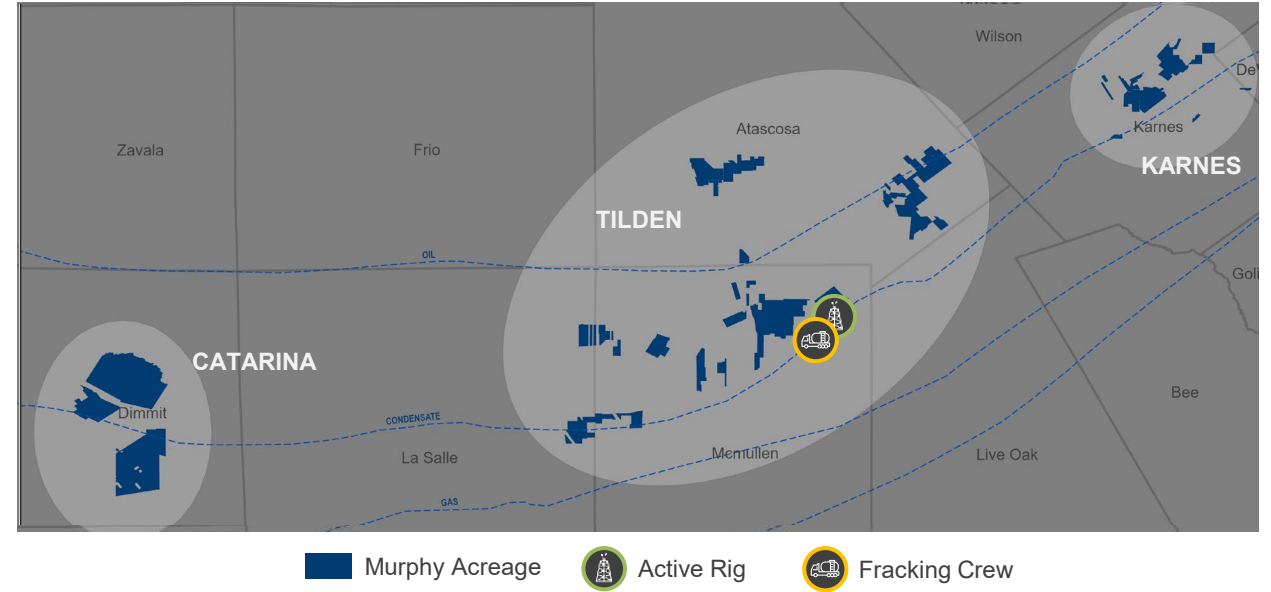 Wilson
De
Atascosa
Karnes
Zavala
Frio
KARNES
TILDEN
OIL
Goli
CATARINA
Bee
Dimmit
CONDENSATE
La Salle
Mcmullen
Live Oak
GAS
Murphy Acreage
Active Rig
Fracking Crew